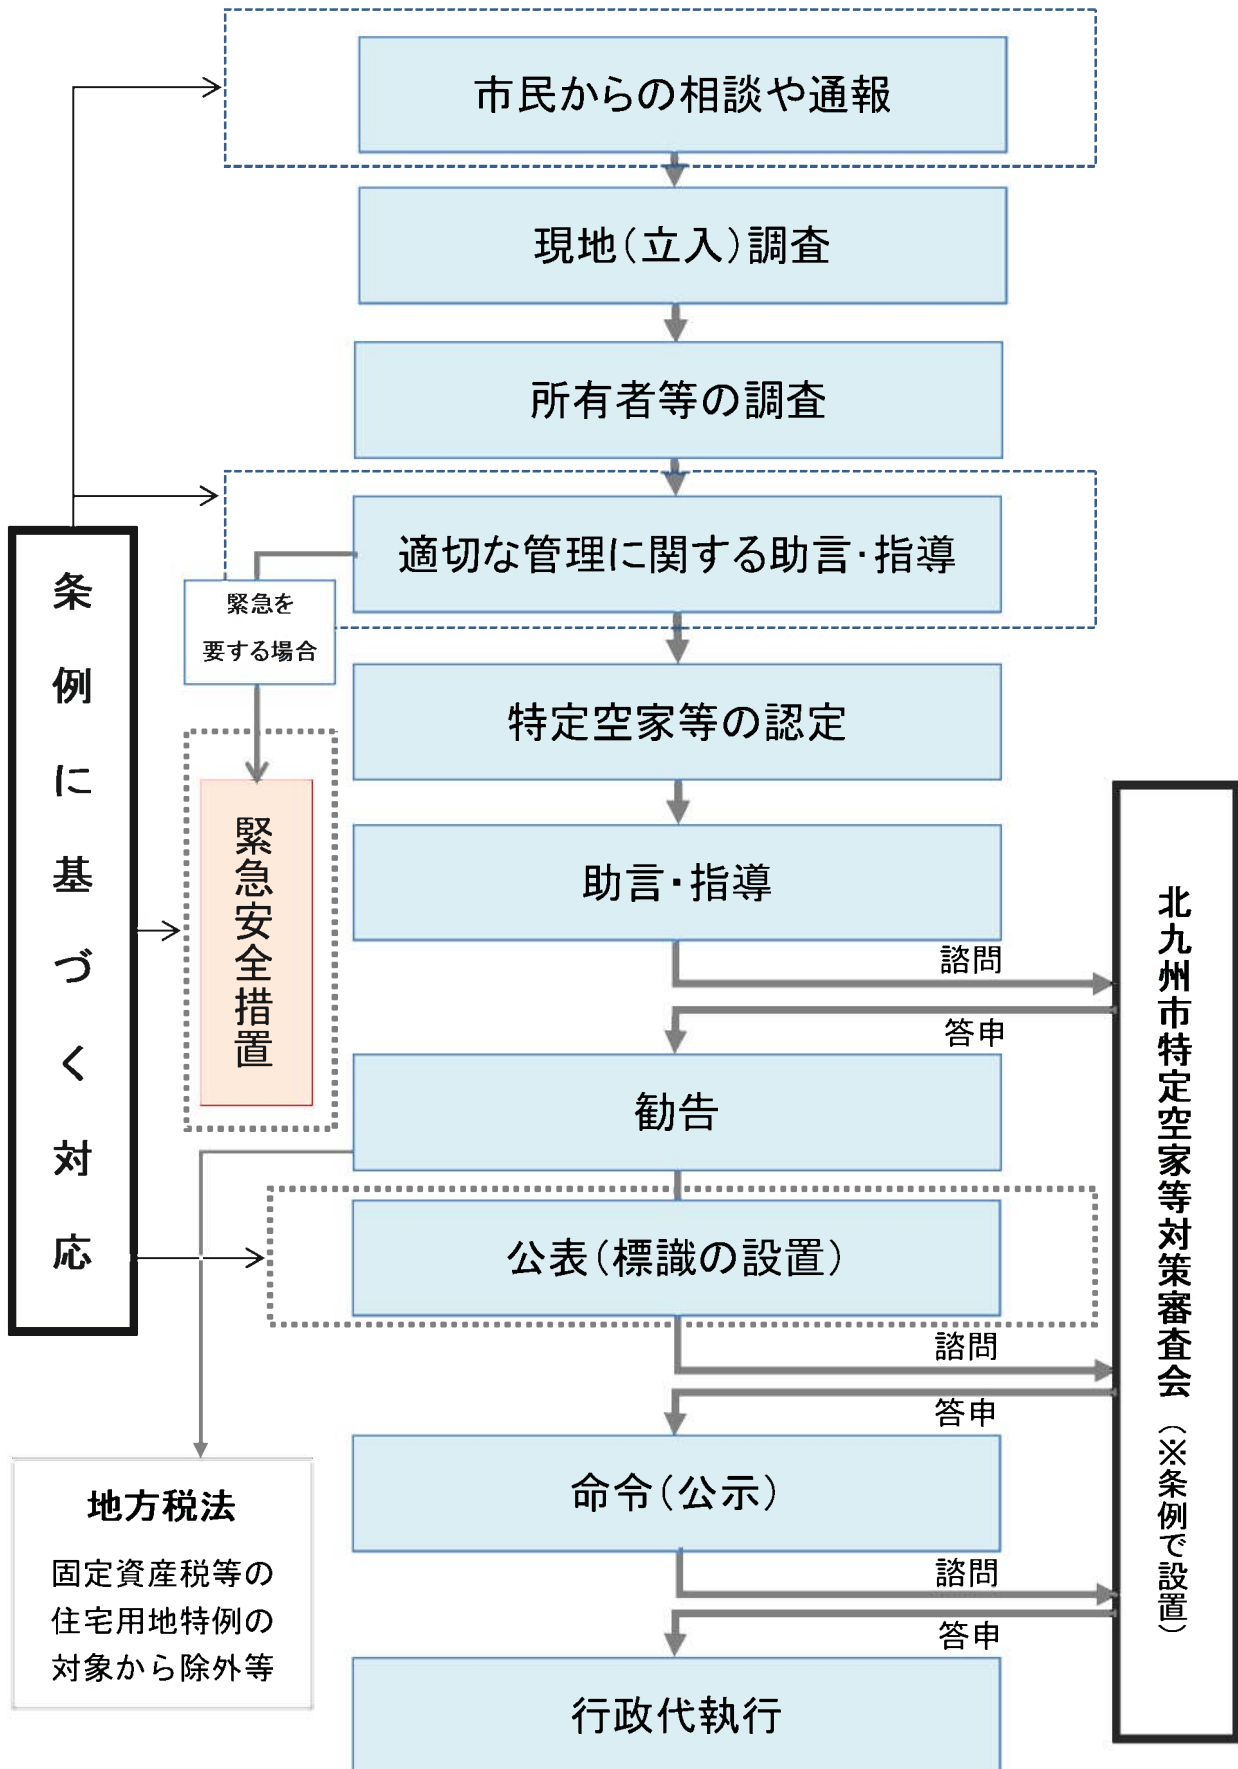 市民からの相談や通報
現地（立入）調査
所有者等の調査
適切な管理に関する助言・指導
緊急を
要する場合
特定空家等の認定
緊急安全措置
助言・指導
諮問
答申
勧告
公表（標識の設置）
諮問
答申
命令（公示）
諮問
答申
行政代執行
条例に基づく対応
地方税法
固定資産税等の
住宅用地特例の
対象から除外等
北九州市特定空家等対策審査会（※条例で設置）